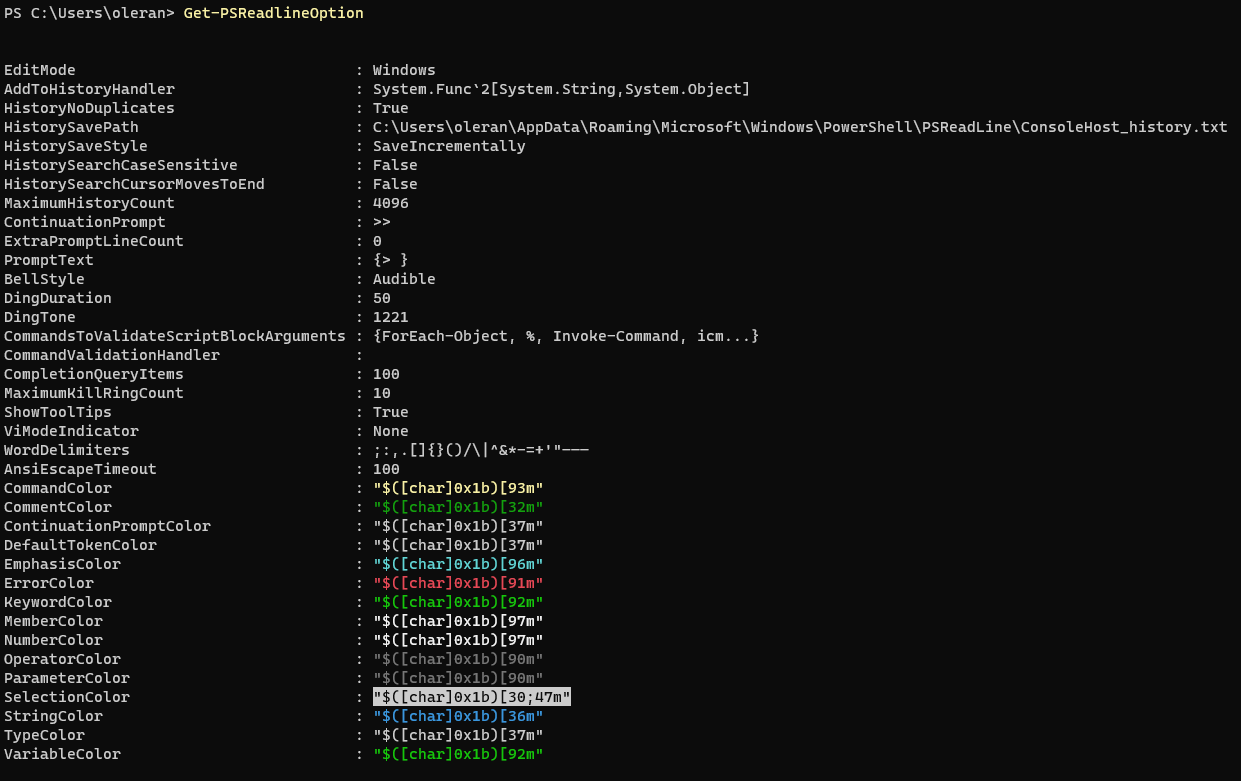 PS C:\Users\oleran> Get-PSReadlineOption
EditMode : Windows
AddToHistoryHandler : System.Func`2[System.String,System.Object]
HistoryNoDuplicates : True
HistorySavePath : C:\Users\oleran\AppData\Roaming\Microsoft\Windows\PowerShell\PSReadLine\ConsoleHost_history.txt
HistorySaveStyle : SaveIncrementally
HistorySearchCaseSensitive : False
HistorySearchCursorMovesToEnd : False
MaximumHistoryCount : 4096
ContinuationPrompt : >>
ExtraPromptLineCount : 0
PromptText : {> }
BellStyle : Audible
DingDuration : 50
DingTone : 1221
CommandsToValidateScriptBlockArguments : {ForEach-Object, %, Invoke-Command, icm...}
CommandValidationHandler :
CompletionQueryItems : 100
MaximumKillRingCount : 10
ShowToolTips : True
ViModeIndicator : None
WordDelimiters : ;:,.[]{}()/\|^&*-=+'"–—―
AnsiEscapeTimeout : 100
CommandColor : "$([char]0x1b)[93m"
CommentColor : "$([char]0x1b)[32m"
ContinuationPromptColor : "$([char]0x1b)[37m"
DefaultTokenColor : "$([char]0x1b)[37m"
EmphasisColor : "$([char]0x1b)[96m"
ErrorColor : "$([char]0x1b)[91m"
KeywordColor : "$([char]0x1b)[92m"
MemberColor : "$([char]0x1b)[97m"
NumberColor : "$([char]0x1b)[97m"
OperatorColor : "$([char]0x1b)[90m"
ParameterColor : "$([char]0x1b)[90m"
SelectionColor : "$([char]0x1b)[30;47m"
StringColor : "$([char]0x1b)[36m"
TypeColor : "$([char]0x1b)[37m"
VariableColor : "$([char]0x1b)[92m"